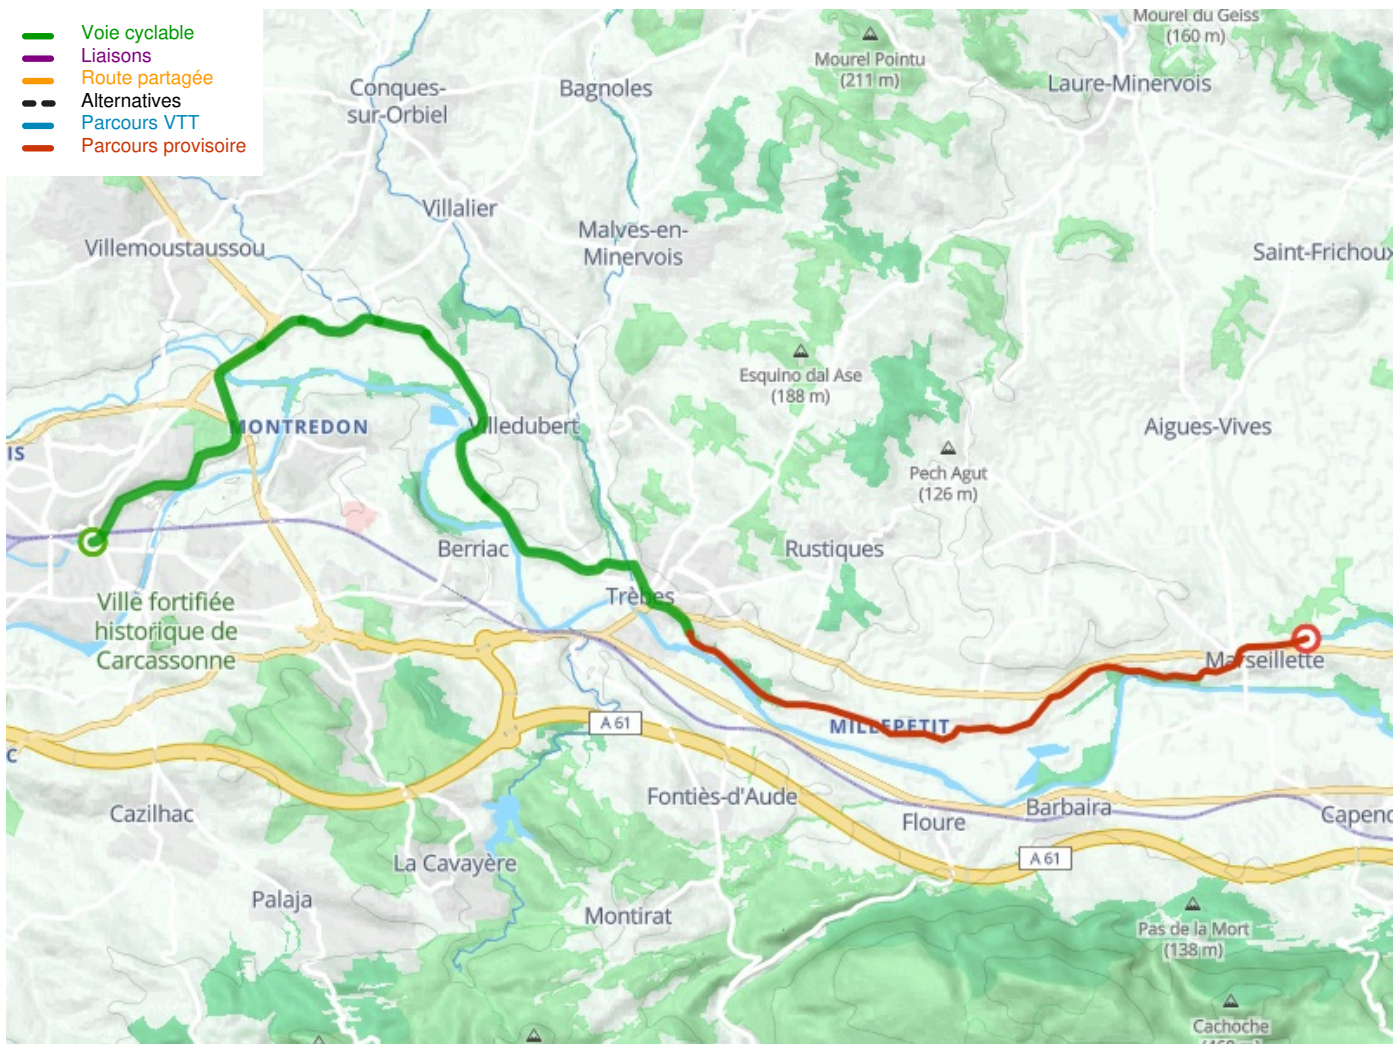 Voie cyclable
Liaisons
Route partagée
Alternatives
Parcours VTT
Parcours provisoire
Mourel du Geiss
(160 m)
Mourel Pointu
(211 m)
Laure-Minervois
Conques-
sur-Orbiel
Bagnoles
Villalier
Villemoustaussou
Malves-en-
Minervois
Saint-Frichoux
Esquino dal Ase
(188 m)
MONTREDON
Villedubert
Aigues-Vives
IS
Pech Agut
(126 m)
Berriac
Rustiques
Trèbes
Ville fortifiée
historique de
Carcassonne
Marseillette
A 61
MILLEPETIT
C
Fontiès-d'Aude
Cazilhac
Floure
Barbaira
Capend
La Cavayère
A 61
Palaja
Montirat
Pas de la Mort
(138 m)
Cachoche